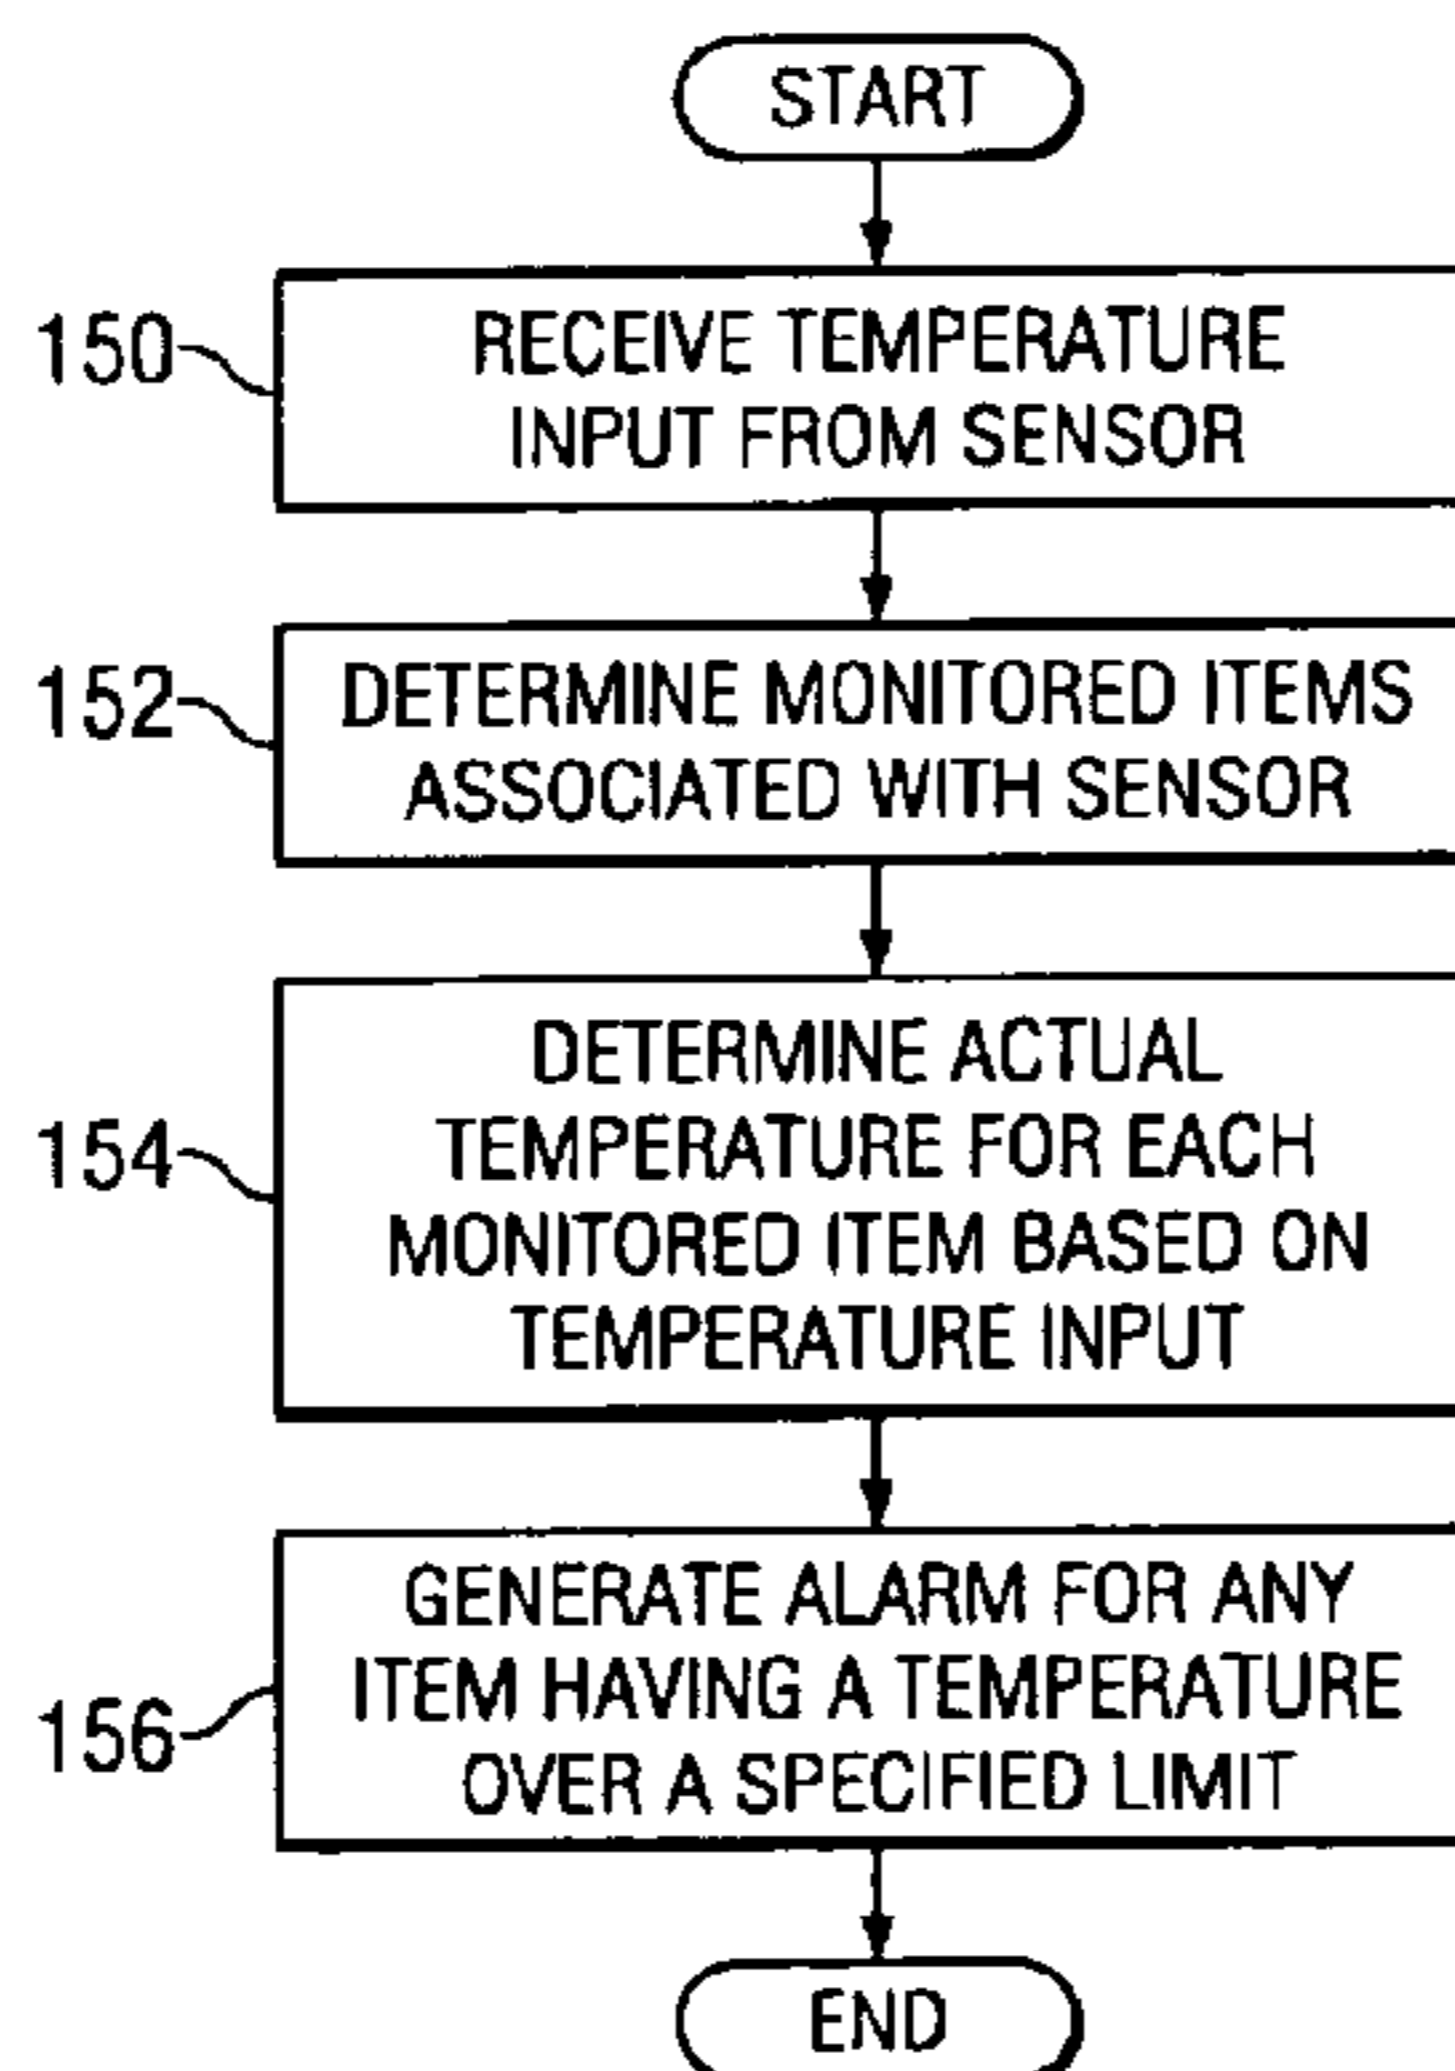 START
150
RECEIVE TEMPERATURE
INPUT FROM SENSOR
152
DETERMINE MONITORED ITEMS
ASSOCIATED WITH SENSOR
154
DETERMINE ACTUAL
TEMPERATURE FOR EACH
MONITORED ITEM BASED ON
TEMPERATURE INPUT
156
GENERATE ALARM FOR ANY
ITEM HAVING A TEMPERATURE
OVER A SPECIFIED LIMIT
END